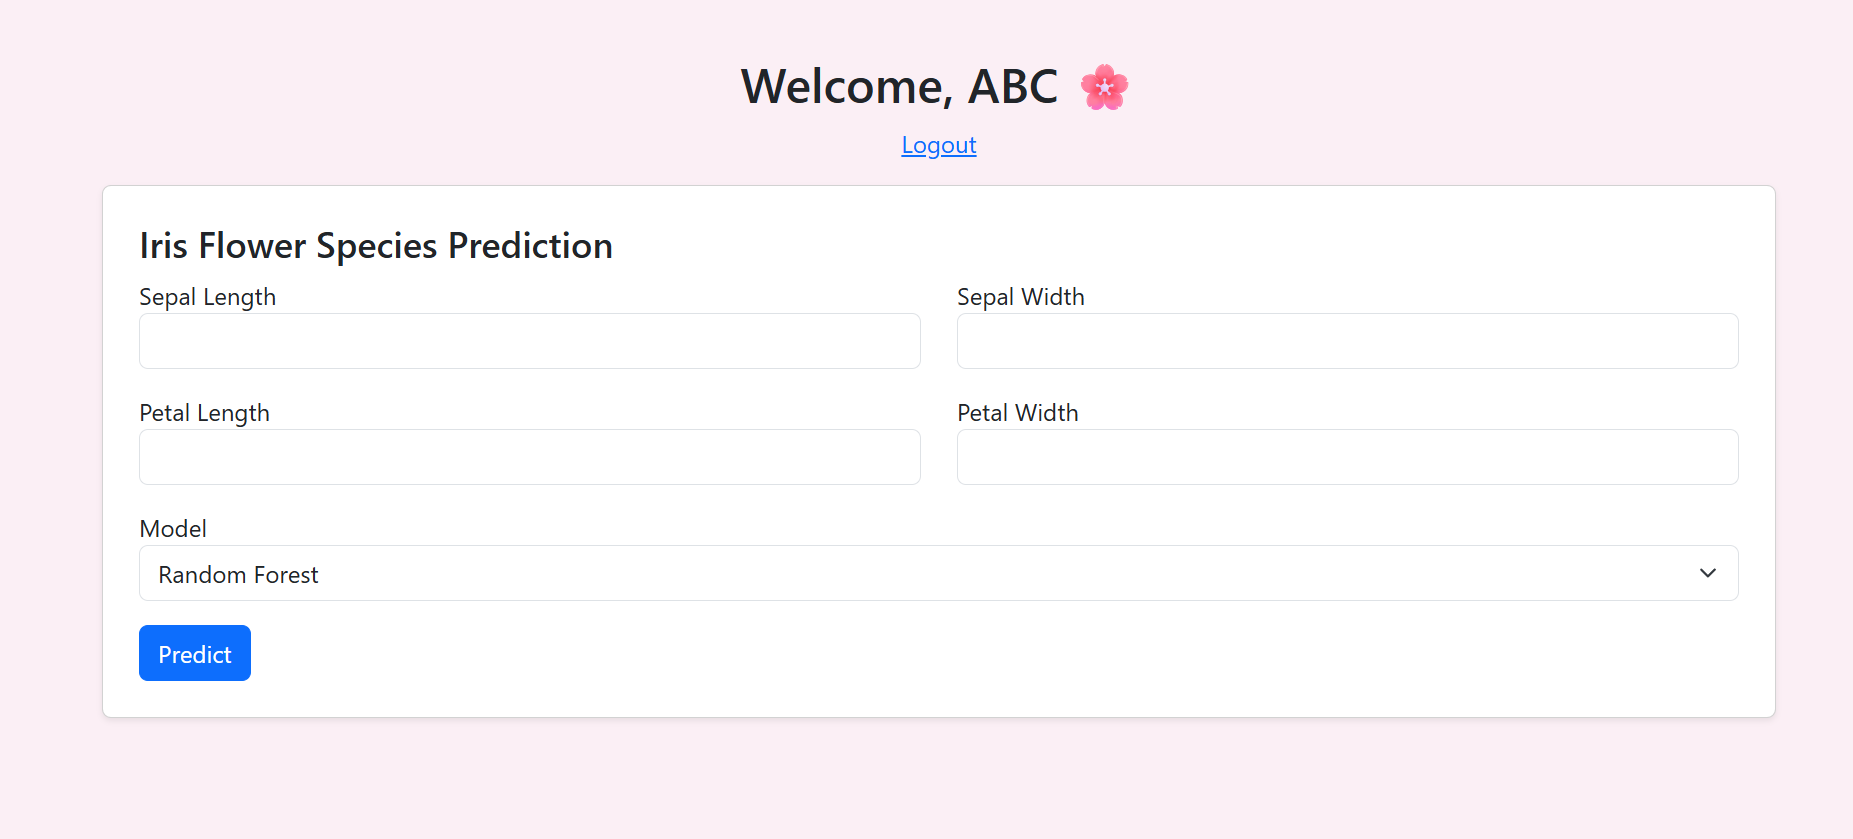 Welcome, ABC 🌸
Logout
Iris Flower Species Prediction
Sepal Length
Sepal Width
Petal Length
Petal Width
Model
Random Forest
Predict